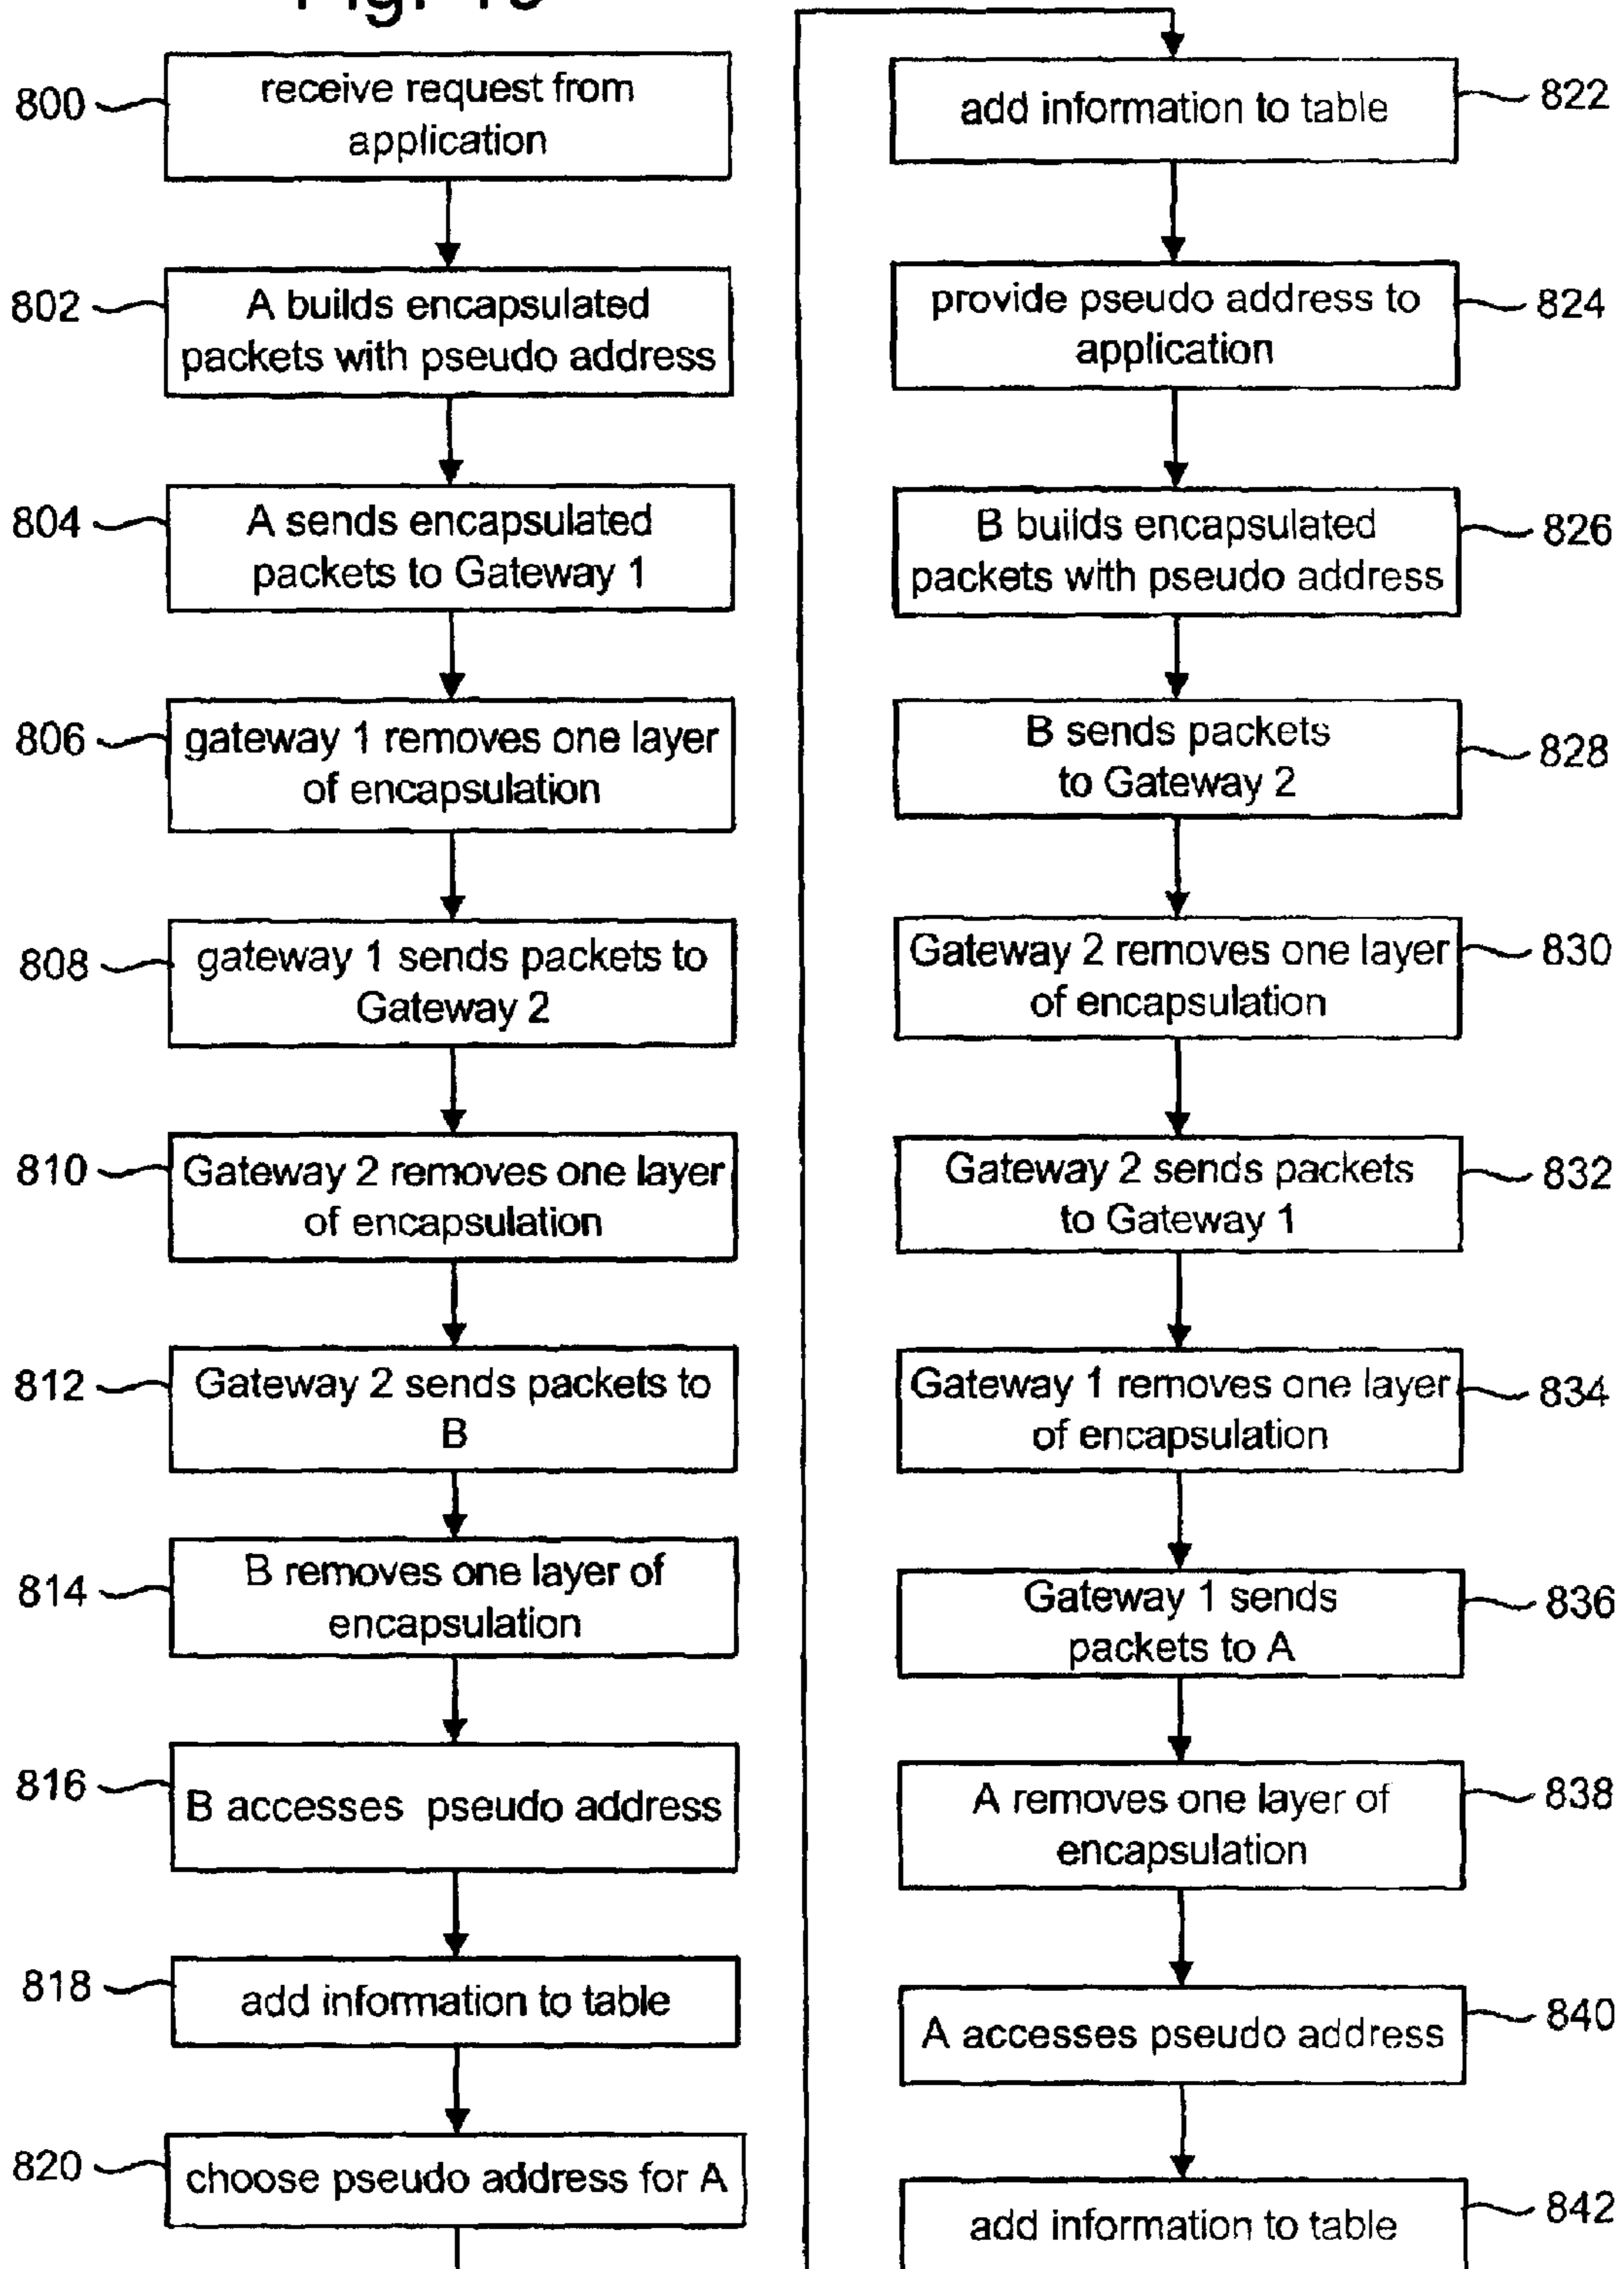 800
receive request from
application
802
A builds encapsulated
packets with pseudo address
804
A sends encapsulated
packets to Gateway 1
806
gateway 1 removes one layer
of encapsulation
808
gateway 1 sends packets to
Gateway 2
810
Gateway 2 removes one layer
of encapsulation
812
Gateway 2 sends packets to
B
814
B removes one layer of
encapsulation
816
B accesses pseudo address
818
add information to table
820
choose pseudo address for A
add information to table
822
provide pseudo address to
application
824
B builds encapsulated
packets with pseudo address
826
B sends packets
to Gateway 2
828
Gateway 2 removes one layer
of encapsulation
830
Gateway 2 sends packets
to Gateway 1
832
Gateway 1 removes one layer
of encapsulation
834
Gateway 1 sends
packets to A
836
A removes one layer of
encapsulation
838
A accesses pseudo address
840
add information to table
842